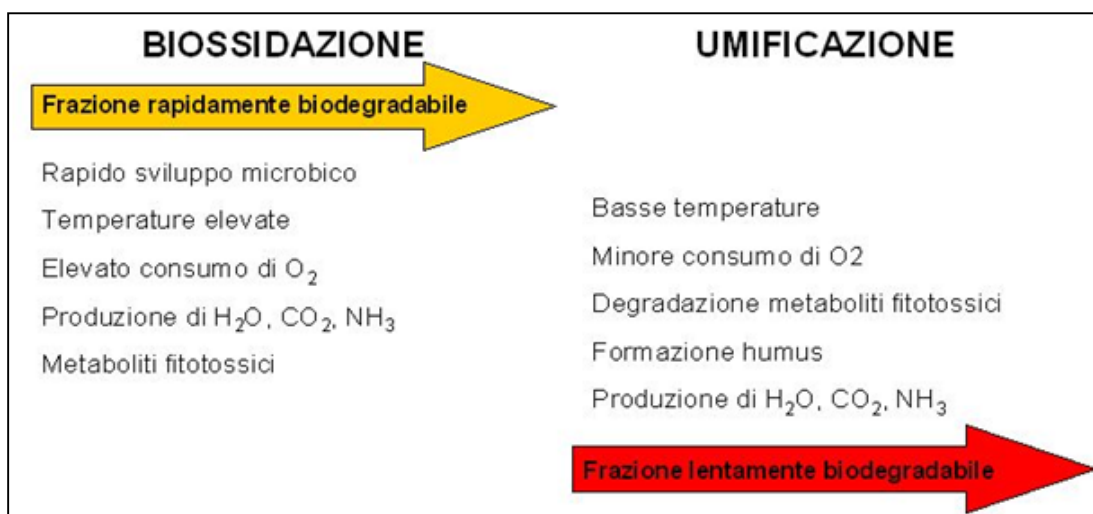 BIOSSIDAZIONE
Frazione rapidamente biodegradabile
Rapido sviluppo microbico
Temperature elevate
Elevato consumo di O₂
Produzione di H₂O, CO₂, NH₃
Metaboliti fitotossici
UMIFICAZIONE
Basse temperature
Minore consumo di O2
Degradazione metaboliti fitotossici
Formazione humus
Produzione di H₂O, CO₂, NH₃
Frazione lentamente biodegradabile